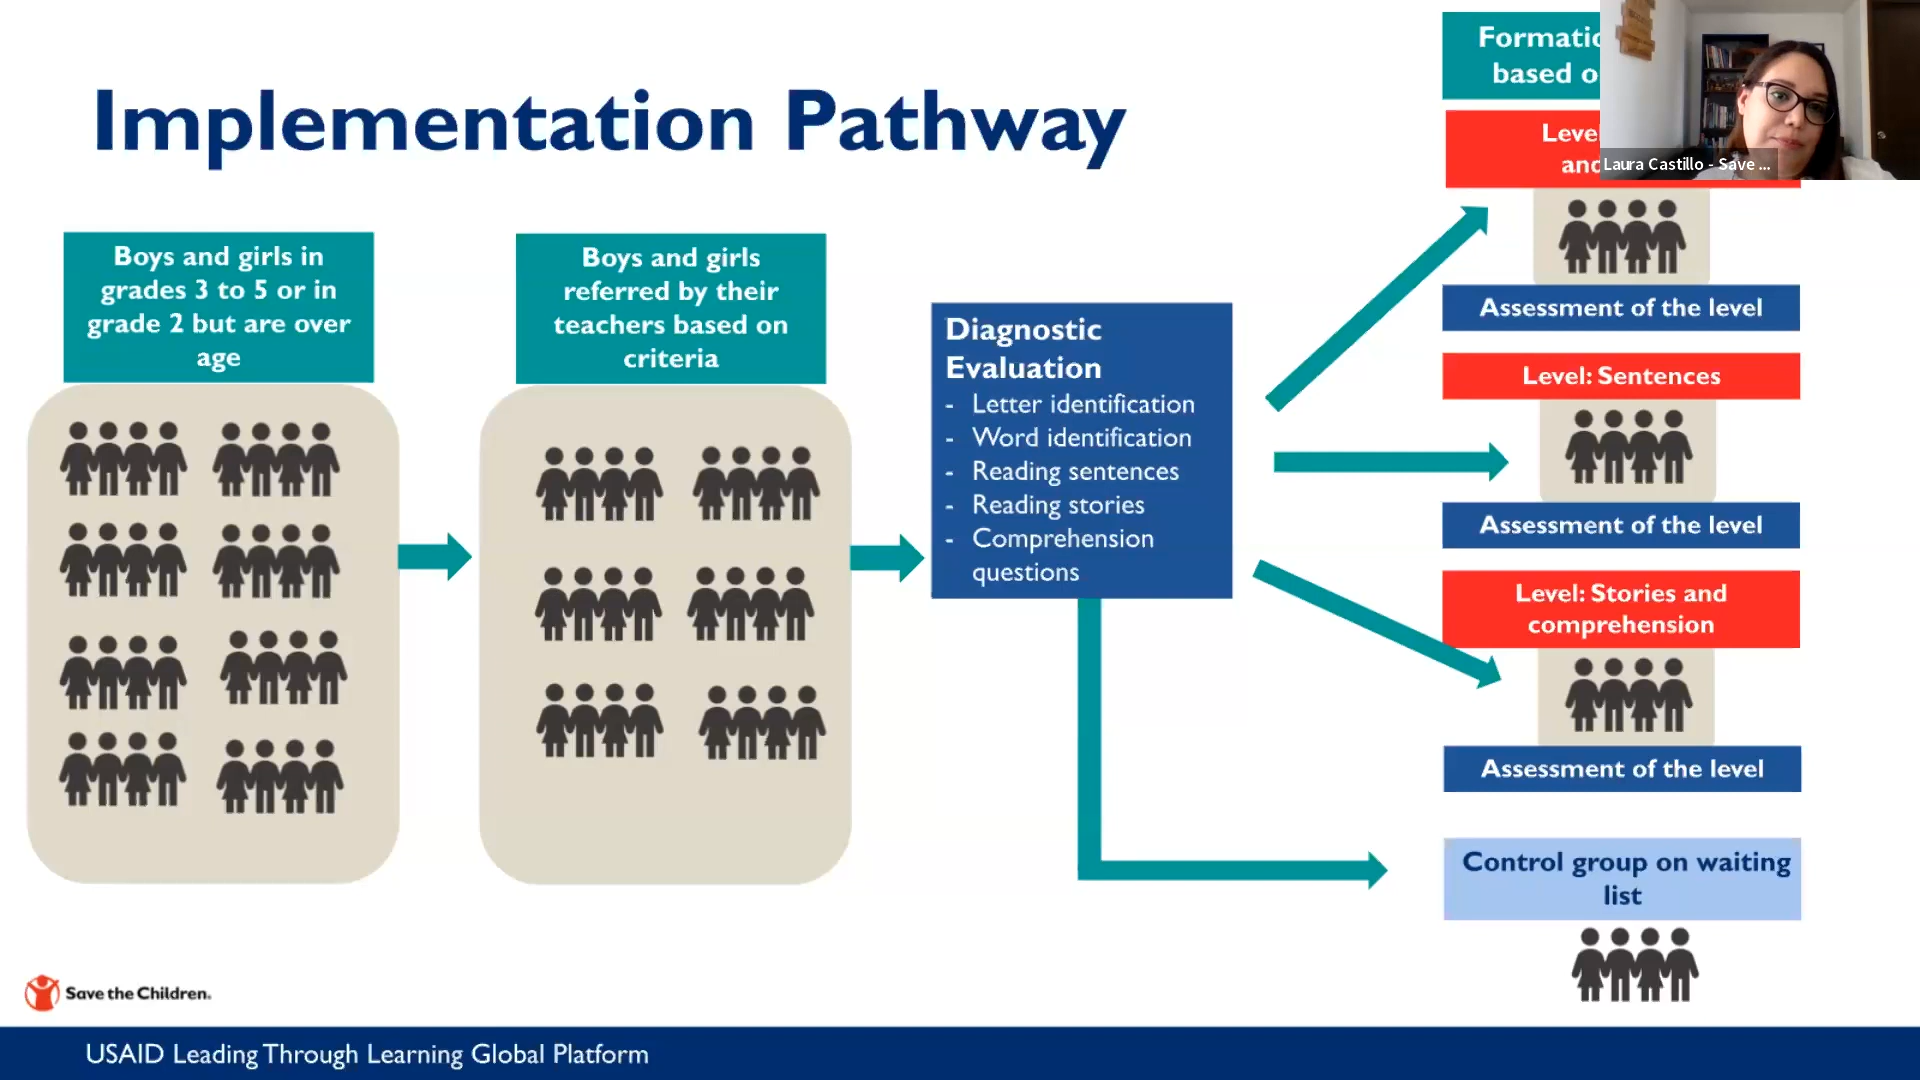 Implementation Pathway
Boys and girls in
grades 3 to 5 or in
grade 2 but are over
age
Boys and girls
referred by their
teachers based on
criteria
Diagnostic
Evaluation
- Letter identification
- Word identification
- Reading sentences
- Reading stories
- Comprehension
questions
based
Laura Castillo - Save ...
Assessment of the level
Level: Sentences
Assessment of the level
Level: Stories and
comprehension
Assessment of the level
Control group on waiting
list
Save the Children.
USAID Leading Through Learning Global Platform